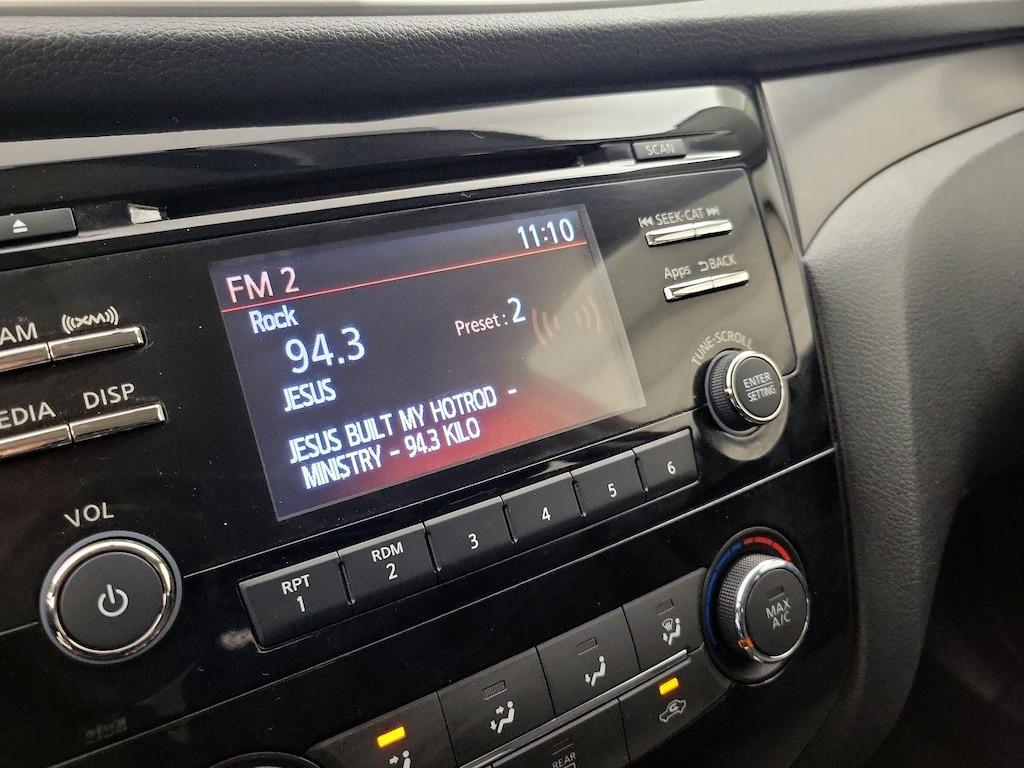 SCAN
SEEK·CAT
11:10
FM 2
Apps BACK
Rock
Preset: 2
AM XM
94.3
TUNE·SCROLL
JESUS
ENTER
SETTING
EDIA DISP
JESUS BUILT MY HOTROD -
MINISTRY - 94.3 KILO
VOL
RPT
1
RDM
2
3
4
5
6
MAX
A/C
REAR